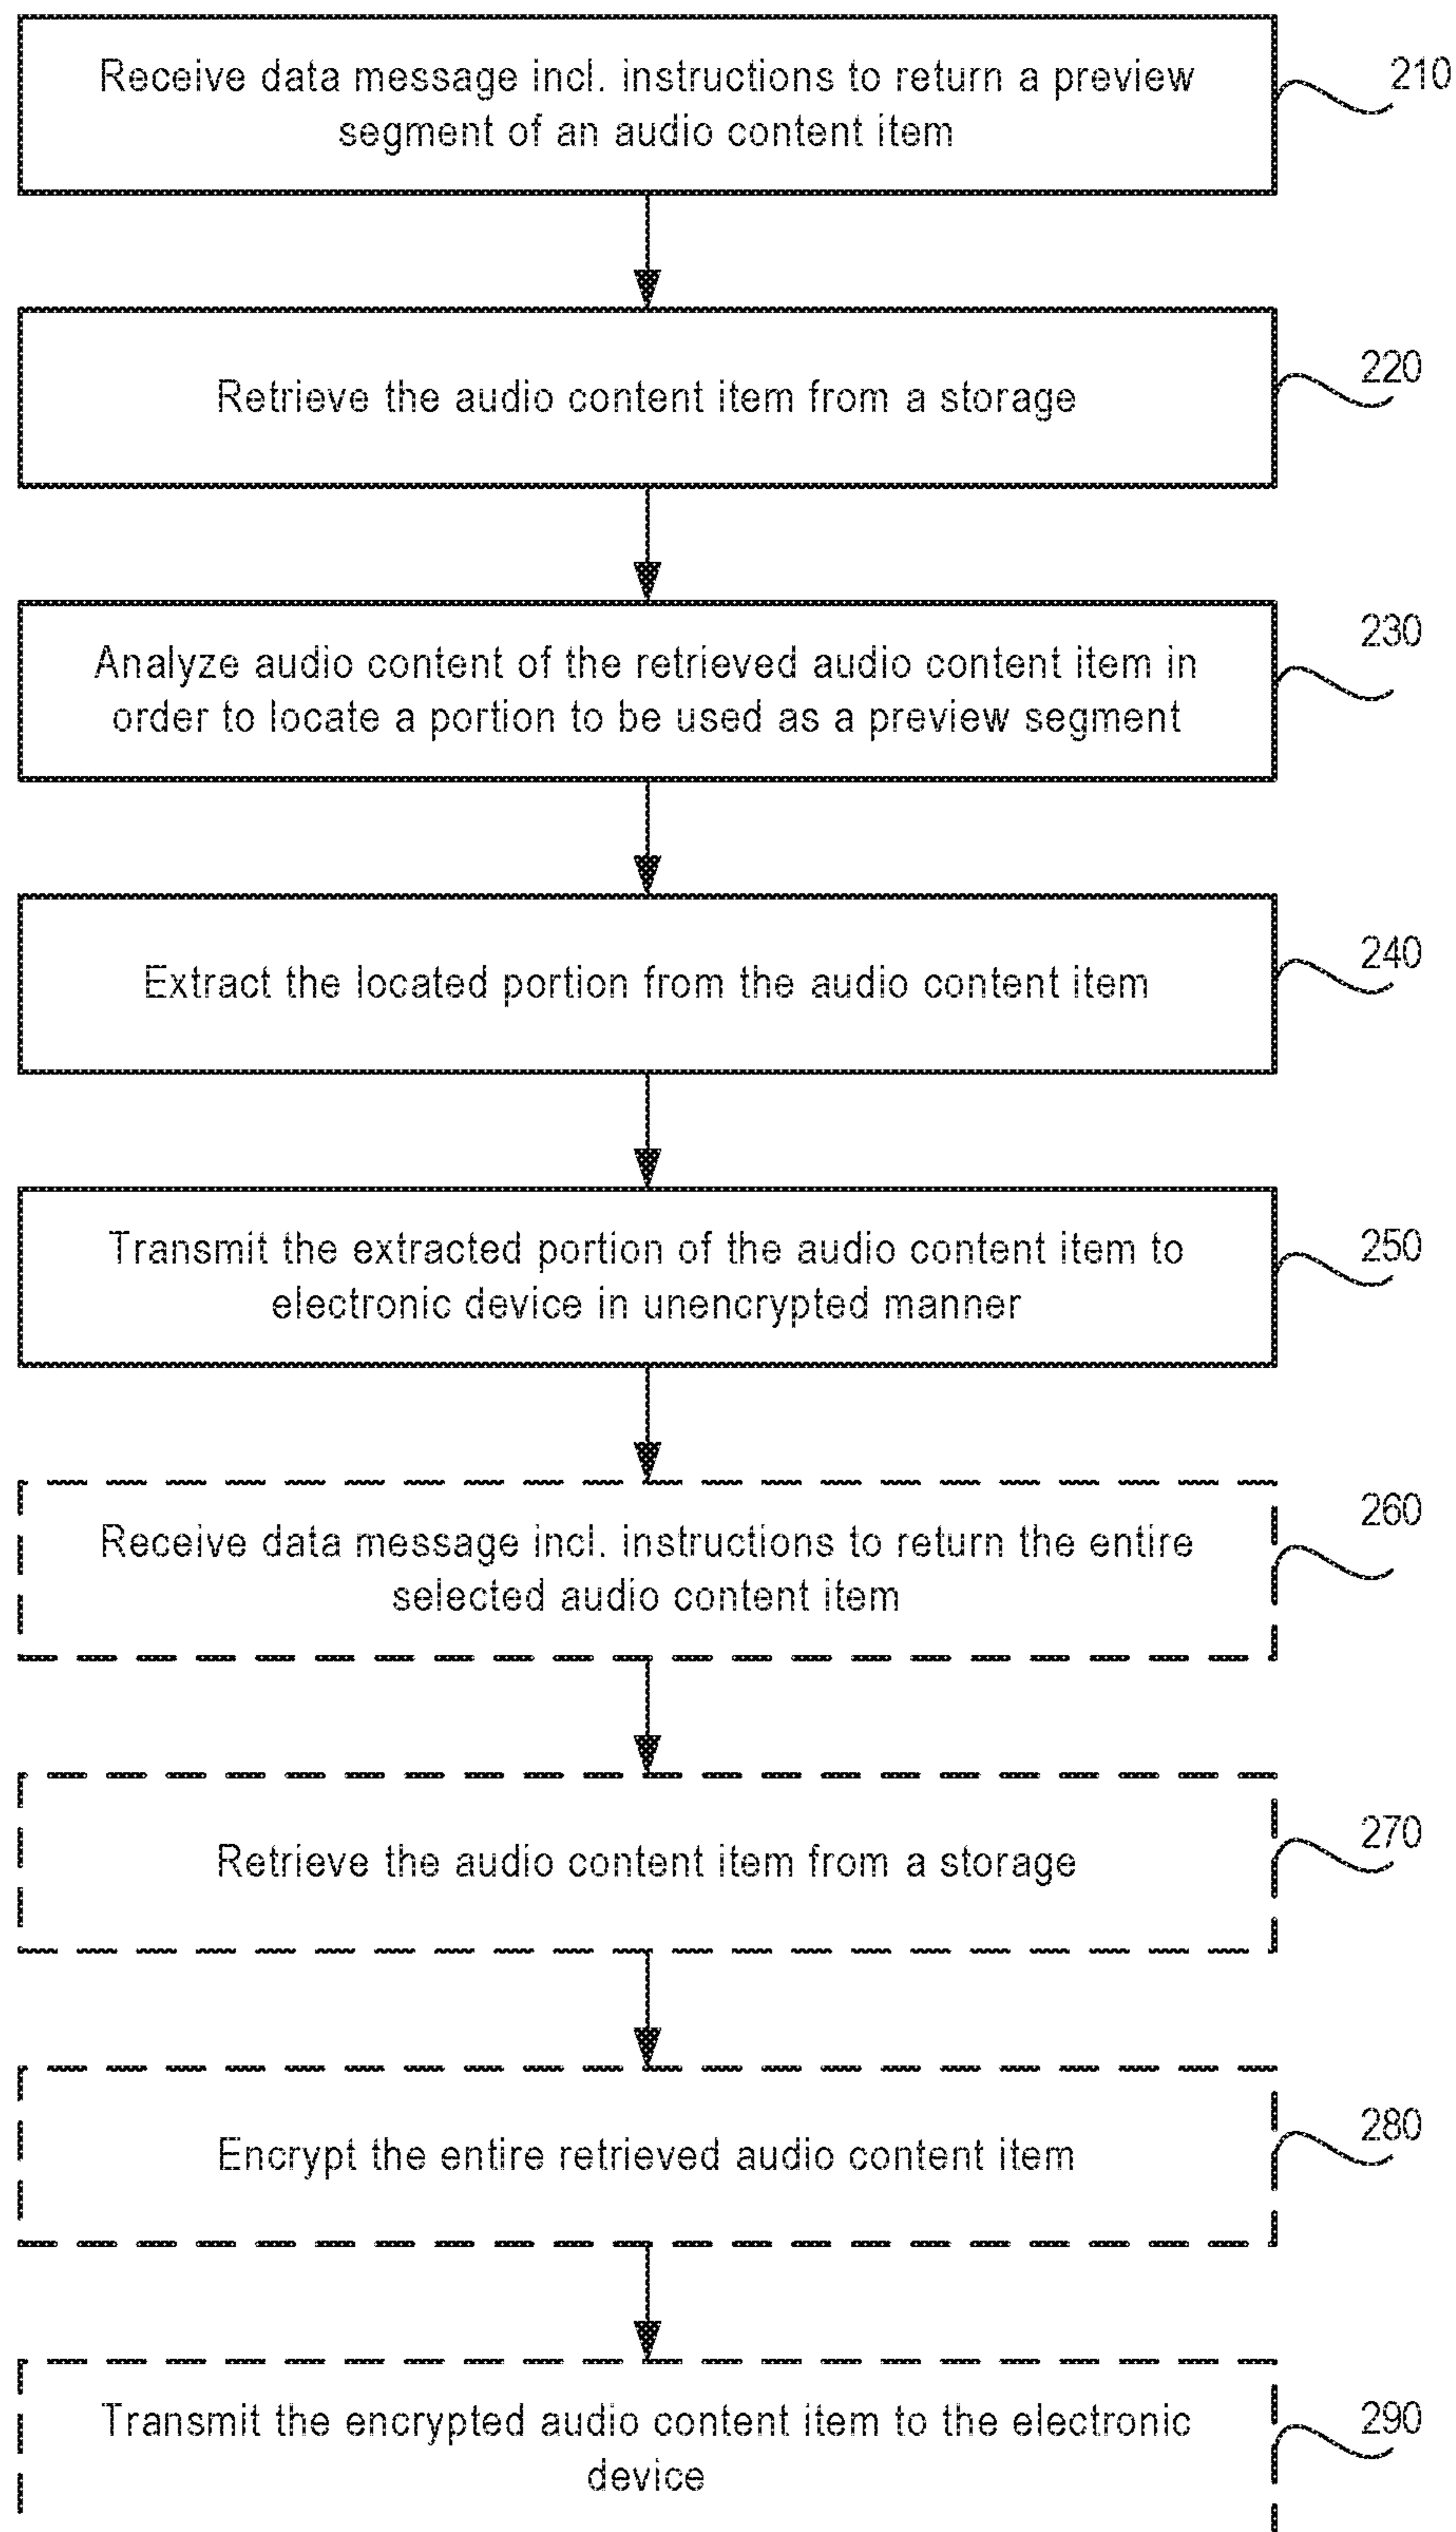 Receive data message incl. instructions to return a preview
segment of an audio content item
210
Retrieve the audio content item from a storage
220
Analyze audio content of the retrieved audio content item in
order to locate a portion to be used as a preview segment
230
Extract the located portion from the audio content item
240
Transmit the extracted portion of the audio content item to
electronic device in unencrypted manner
250
Receive data message incl. instructions to return the entire
selected audio content item
260
Retrieve the audio content item from a storage
270
Encrypt the entire retrieved audio content item
280
Transmit the encrypted audio content item to the electronic
device
290